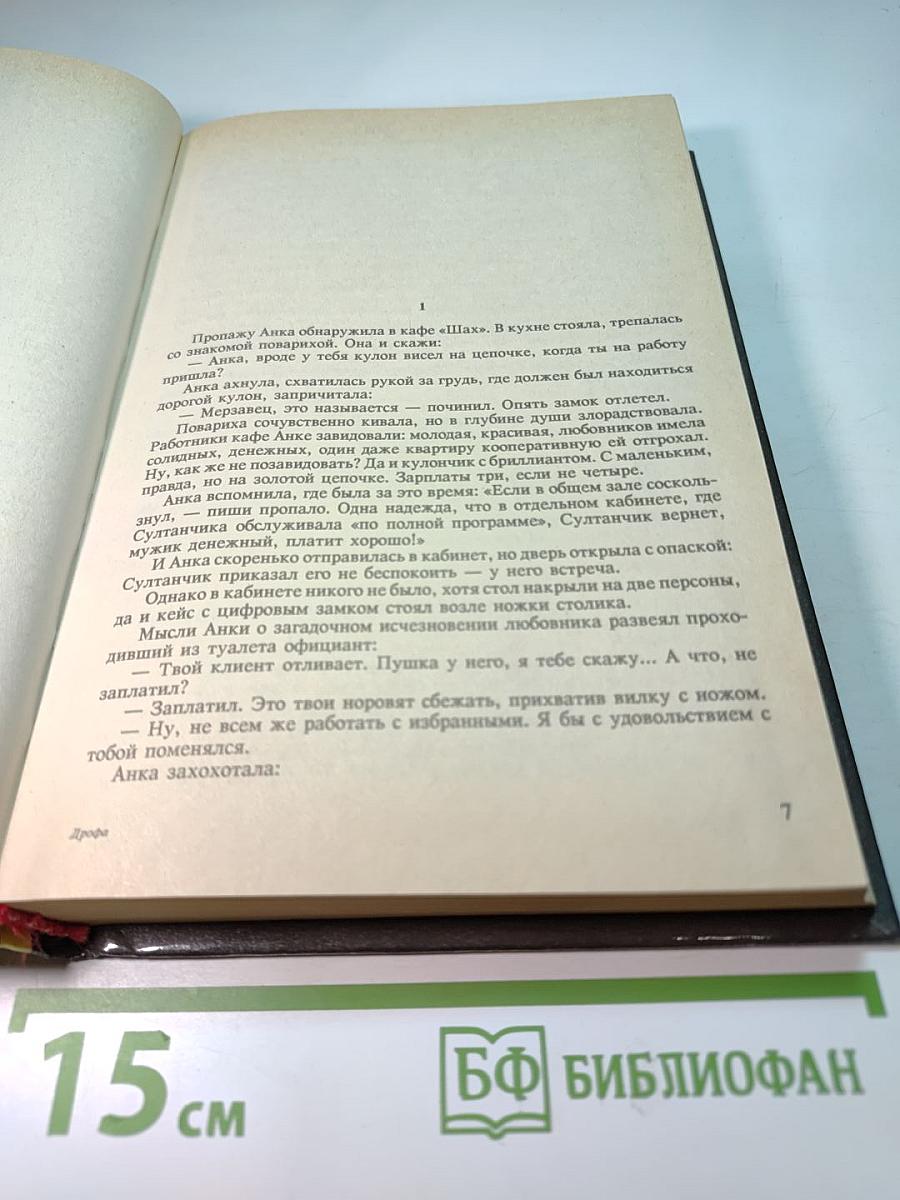 1
Пропажу Анка обнаружила в кафе «Шах». В кухне стояла, трепалась
со знакомой поварихой. Она и скажи:
— Анка, вроде у тебя кулон висел на цепочке, когда ты на работу
пришла?
Анка ахнула, схватилась рукой за грудь, где должен был находиться
дорогой кулон, запричитала:
— Мерзавец, это называется — починил. Опять замок отлетел.
Повариха сочувственно кивала, но в глубине души злорадствовала.
Работники кафе Анке завидовали: молодая, красивая, любовников имела
солидных, денежных, один даже квартиру кооперативную ей отгрохал.
Ну, как же не позавидовать? Да и кулончик с бриллиантом. С маленьким,
правда, но на золотой цепочке. Зарплаты три, если не четыре.
Анка вспомнила, где была за это время: «Если в общем залеососколь-
знул, — пиши пропало. Одна надежда, что в отдельном кабинете, где
Султанчика обслуживала «по полной программе», Султанчик вернет,
мужик денежный, платит хорошо!»
И Анка скоренько отправилась в кабинет, но дверь открыла с опаской:
Султанчик приказал его не беспокоить — у него встреча.
Однако в кабинете никого не было, хотя стол накрыли на две персоны,
да и кейс с цифровым замком стоял возле ножки столика.
Мысли Анки о загадочном исчезновении любовника развеял прохо-
дивший из туалета официант:
— Твой клиент отливает. Пушка у него, я тебе скажу... А что, не
заплатил?
— Заплатил. Это твои норовят сбежать, прихватив вилку с ножом.
— Ну, не всем же работать с избранными. Я бы с удовольствием с
тобой поменялся.
Анка захохотала:
7
Дрофа
15 см
БФ БИБЛИОФАН